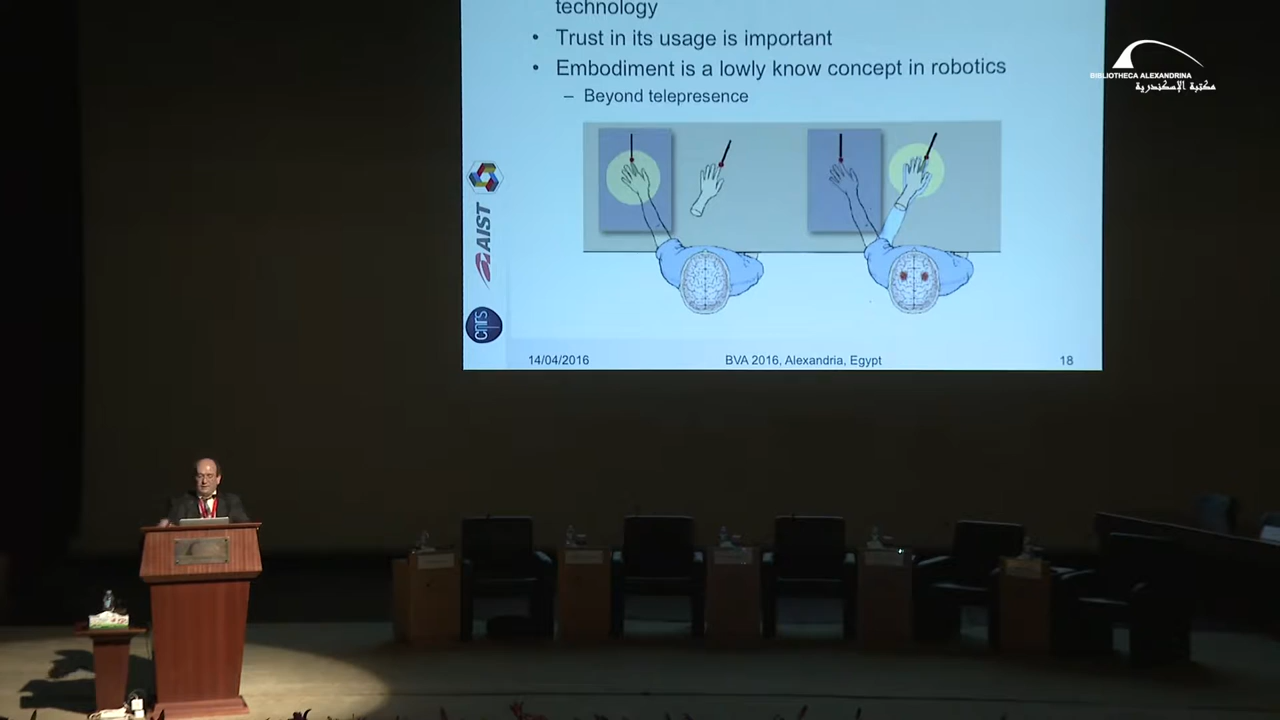 technology
• Trust in its usage is important
• Embodiment is a lowly know concept in robotics
– Beyond telepresence
BIBLIOTHECA ALEXANDRINA
مكتبة الإسكندرية
AIST
cnrs
14/04/2016
BVA 2016, Alexandria, Egypt
18